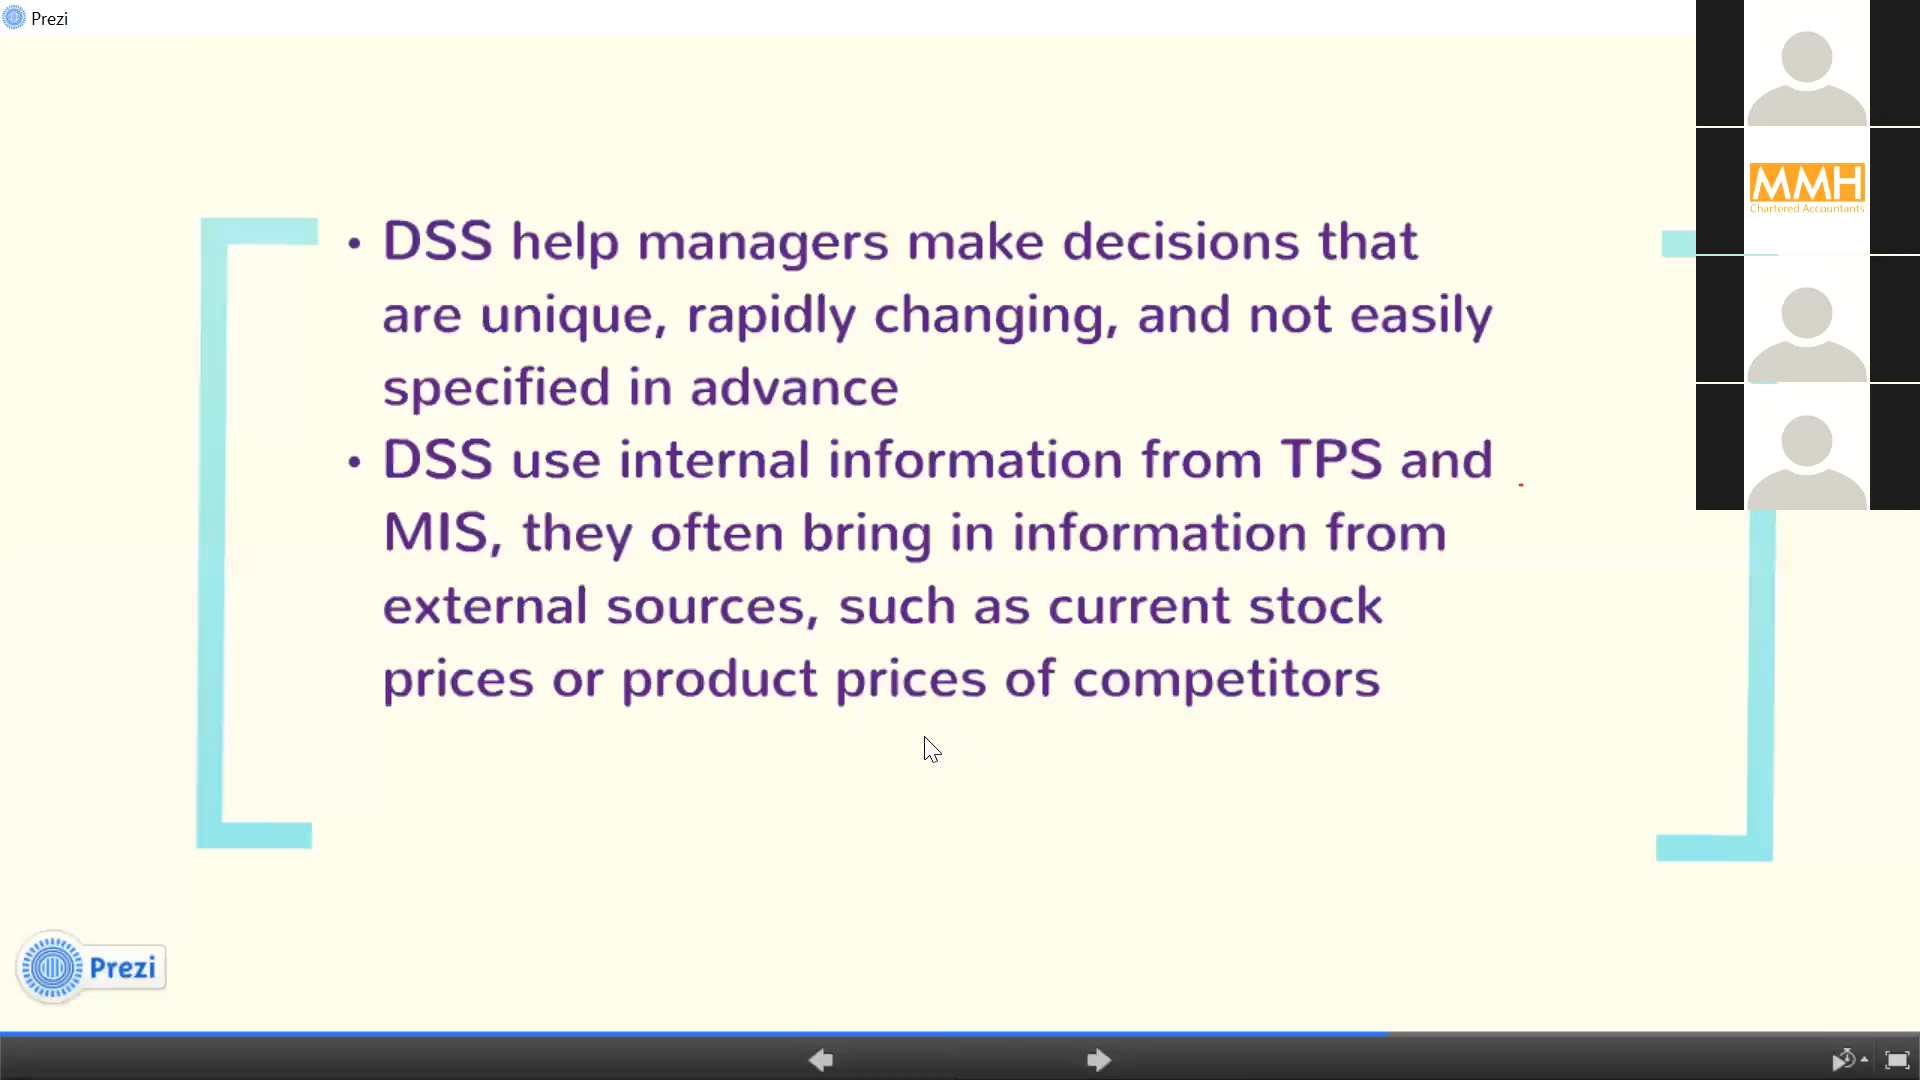 Prezi
MMH
Chartered Accountants
• DSS help managers make decisions that
are unique, rapidly changing, and not easily
specified in advance
• DSS use internal information from TPS and
MIS, they often bring in information from
external sources, such as current stock
prices or product prices of competitors
Prezi